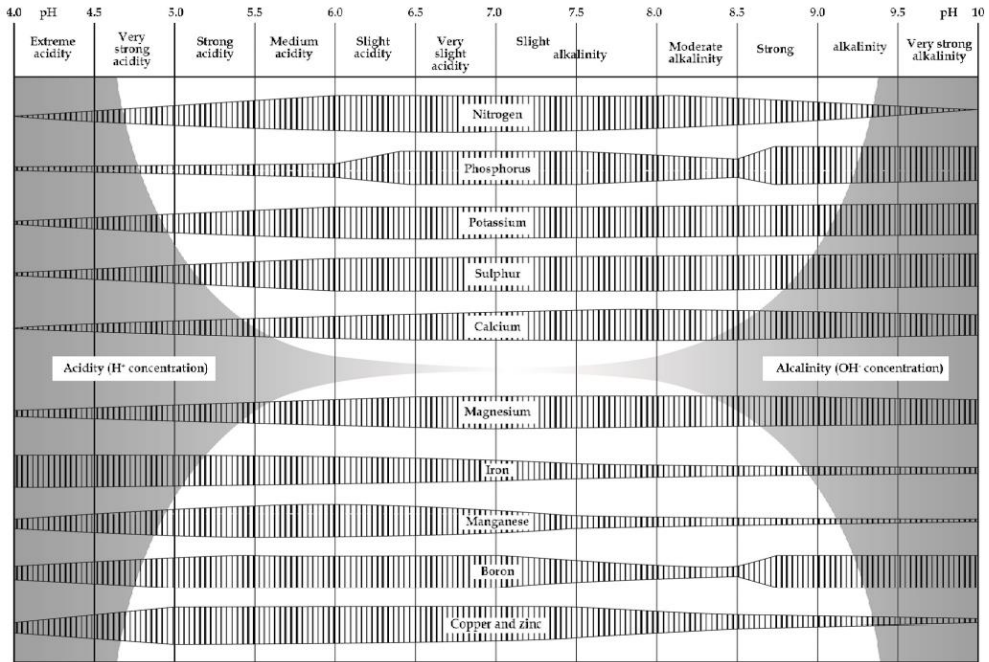 4.0 pH 4.5 5.0 5.5 6.0 6.5 7.0 7.5 8.0 8.5 9.0 9.5 pH 10
Extreme acidity
Very strong acidity
Strong acidity
Medium acidity
Slight acidity
Very slight acidity
Slight alkalinity
Moderate alkalinity
Strong alkalinity
Very strong alkalinity
Nitrogen
Phosphorus
Potassium
Sulphur
Calcium
Acidity (H⁺ concentration)
Alcalinity (OH⁻ concentration)
Magnesium
Iron
Manganese
Boron
Copper and zinc